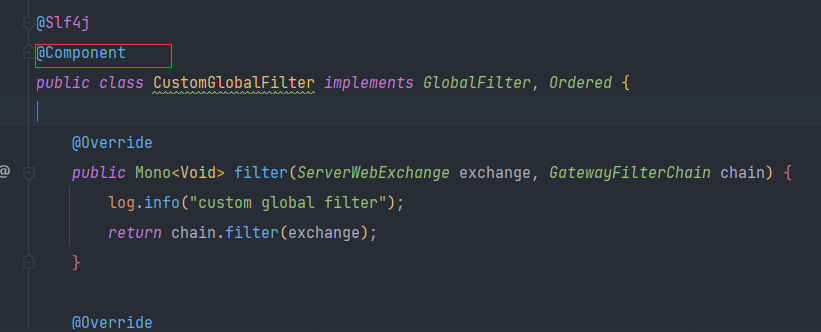 @Slf4j
@Component
public class CustomGlobalFilter implements GlobalFilter, Ordered {
@Override
@ public Mono<Void> filter(ServerWebExchange exchange, GatewayFilterChain chain) {
log.info("custom global filter");
return chain.filter(exchange);
}
@Override